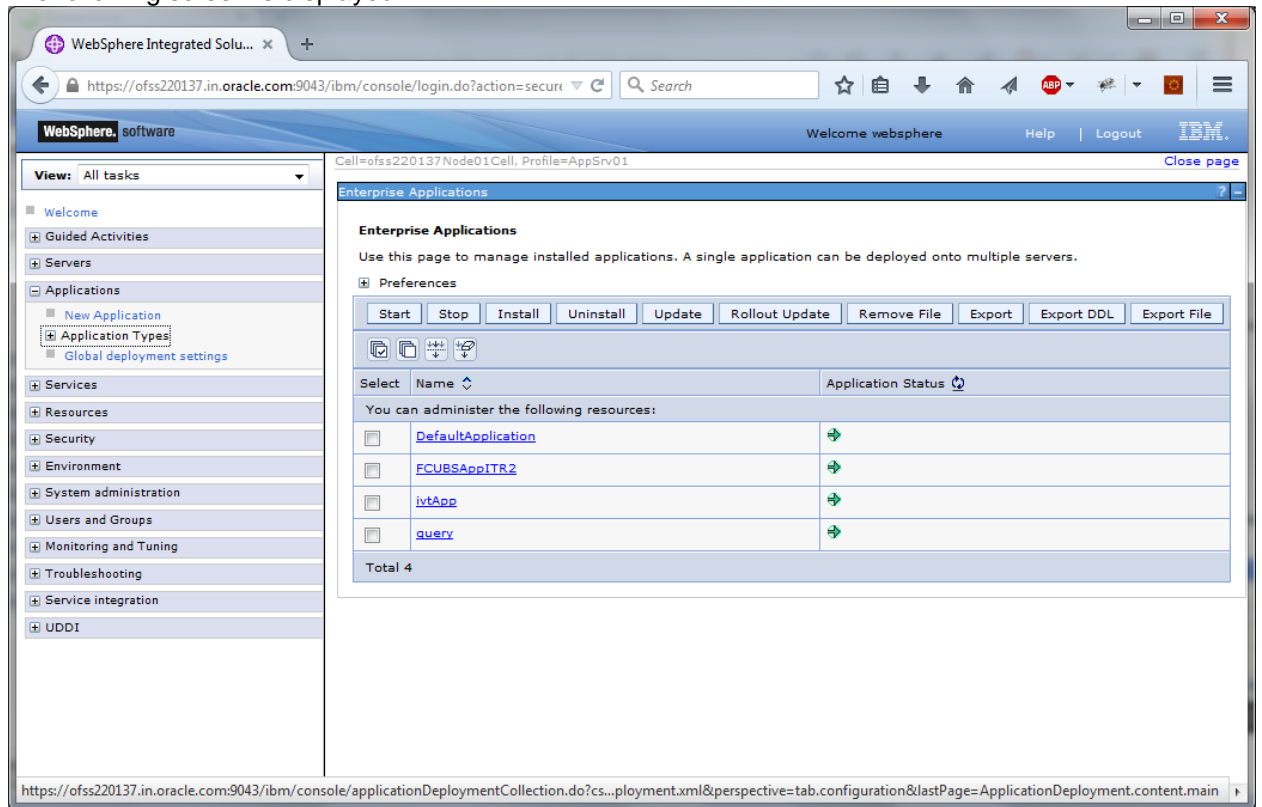 WebSphere Integrated Solu... × +
https://ofss220137.in.oracle.com:9043/ibm/console/login.do?action=secure Search ABP
WebSphere. software Welcome websphere Help | Logout IBM.
View: All tasks
Welcome
Guided Activities
Servers
Applications
New Application
Application Types
Global deployment settings
Services
Resources
Security
Environment
System administration
Users and Groups
Monitoring and Tuning
Troubleshooting
Service integration
UDDI
Cell=ofss220137Node01Cell, Profile=AppSrv01 Close page
Enterprise Applications ? -
Enterprise Applications
Use this page to manage installed applications. A single application can be deployed onto multiple servers.
Preferences
Start Stop Install Uninstall Update Rollout Update Remove File Export Export DDL Export File
Select Name Application Status
You can administer the following resources:
DefaultApplication
FCUBSAppITR2
ivtApp
query
Total 4
https://ofss220137.in.oracle.com:9043/ibm/console/applicationDeploymentCollection.do?cs...ployment.xml&perspective=tab.configuration&lastPage=ApplicationDeployment.content.main